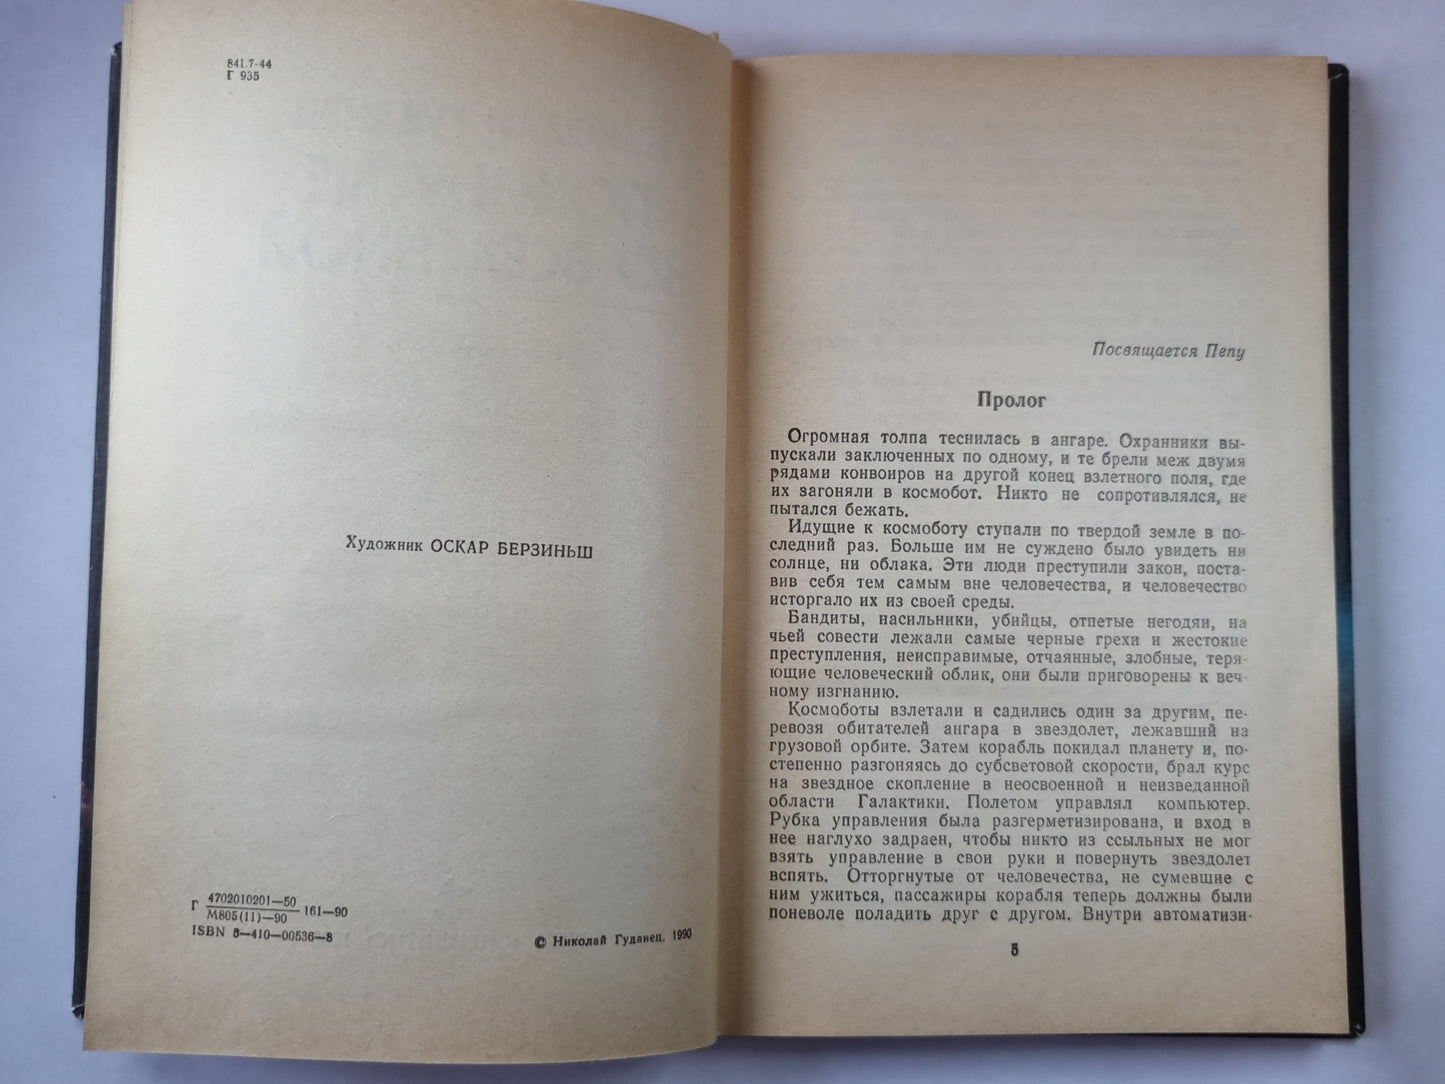 841.7-44
Г 935
Художник ОСКАР БЕРЗИНЬШ
Г 4702010201—50
М805(11)—90 161—90
ISBN 5—410—00536—8
© Николай Гуданец, 1990
Посвящается Пепу
Пролог
Огромная толпа теснилась в ангаре. Охранники вы-
пускали заключенных по одному, и те брели меж двумя
рядами конвоиров на другой конец взлетного поля, где
их загоняли в космобот. Никто не сопротивлялся, не
пытался бежать.
Идущие к космоботу ступали по твердой земле в по-
следний раз. Больше им не суждено было увидеть ни
солнце, ни облака. Эти люди преступили закон, поста-
вив себя тем самым вне человечества, и человечество
исторгало их из своей среды.
Бандиты, насильники, убийцы, отпетые негодяи, на
чьей совести лежали самые черные грехи и жестокие
преступления, неисправимые, отчаянные, злобные, теря-
ющие человеческий облик, они были приговорены к веч-
ному изгнанию.
Космоботы взлетали и садились один за другим, пе-
ревозя обитателей ангара в звездолет, лежавший на
грузовой орбите. Затем корабль покидал планету и, по-
степенно разгоняясь до субсветовой скорости, брал курс
на звездное скопление в неосвоенной и неизведанной
области Галактики. Полетом управлял компьютер.
Рубка управления была разгерметизирована, и вход в
нее наглухо задраен, чтобы никто из ссыльных не мог
взять управление в свои руки и повернуть звездолет
вспять. Отторгнутые от человечества, не сумевшие с
ним ужиться, пассажиры корабля теперь должны были
поневоле поладить друг с другом. Внутри автоматизи-
5